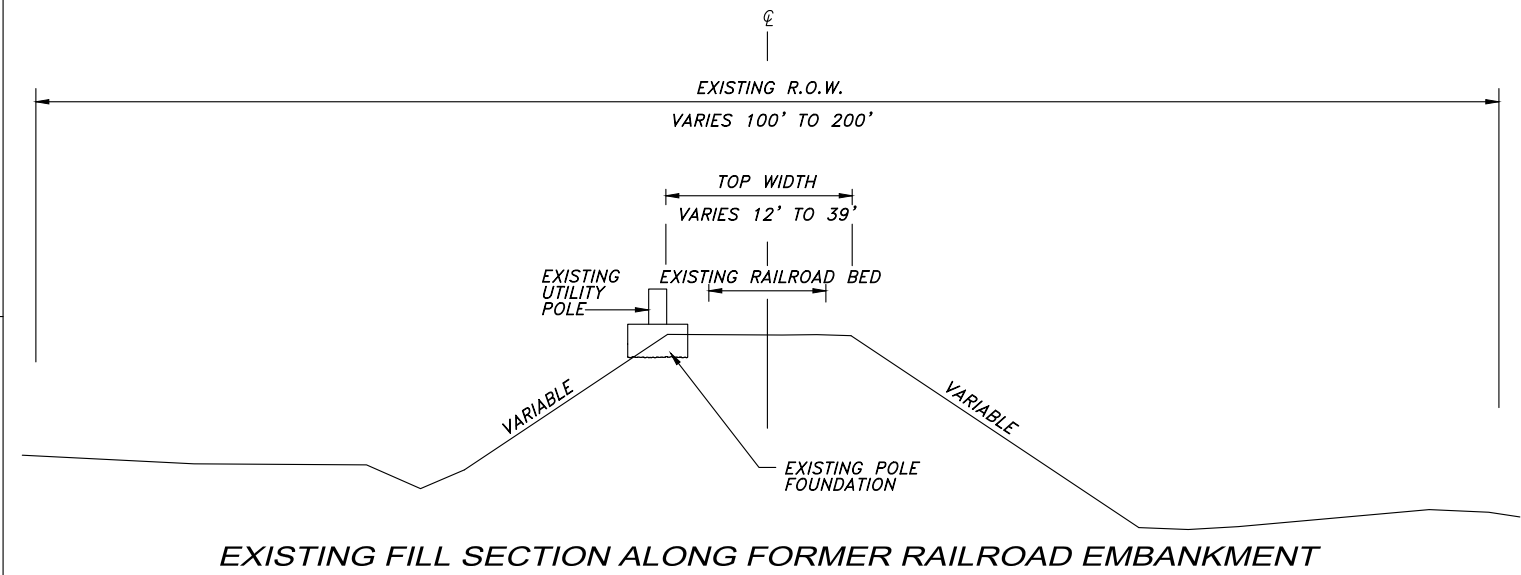 ℄
EXISTING R.O.W.
VARIES 100' TO 200'
TOP WIDTH
VARIES 12' TO 39'
EXISTING
UTILITY
POLE
EXISTING RAILROAD BED
VARIABLE
VARIABLE
EXISTING POLE
FOUNDATION
EXISTING FILL SECTION ALONG FORMER RAILROAD EMBANKMENT